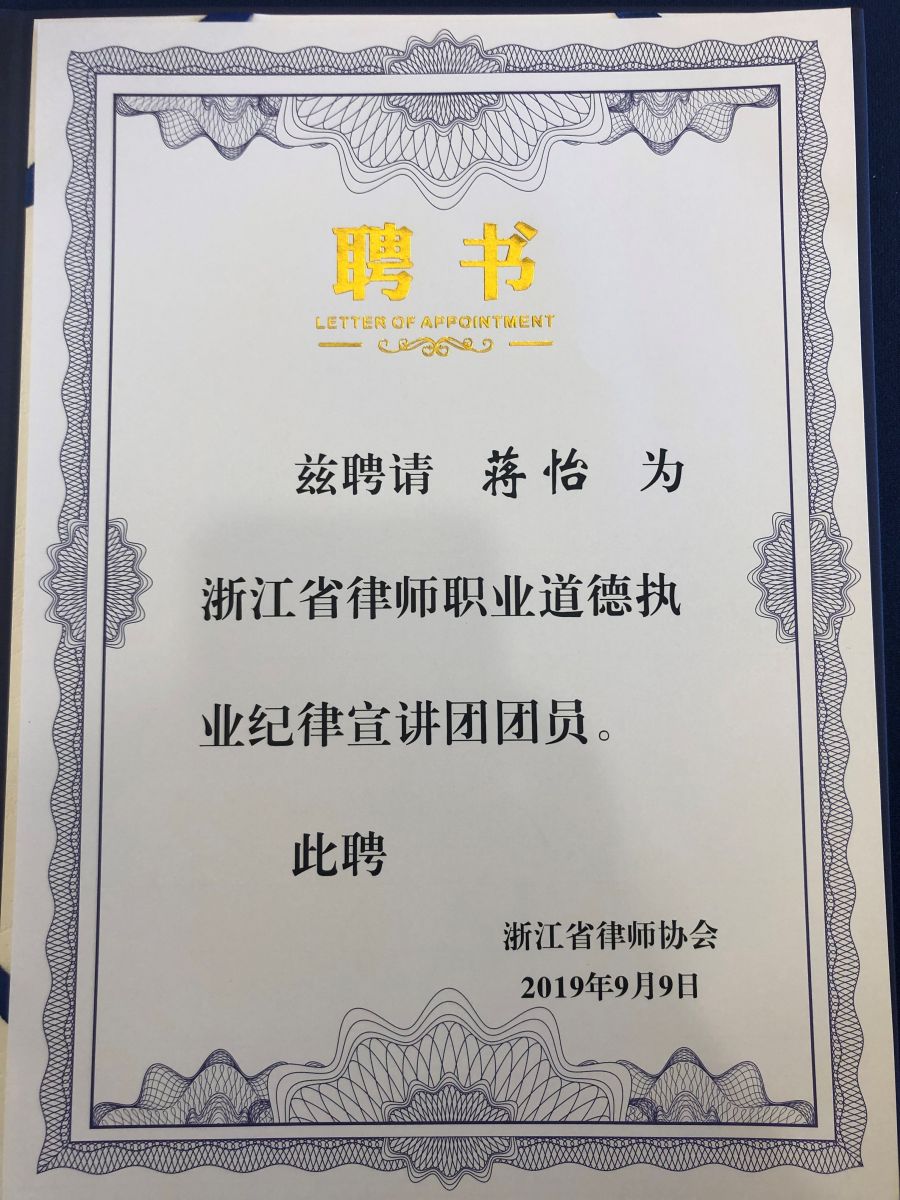 聘书
LETTER OF APPOINTMENT
兹聘请 蒋怡 为
浙江省律师职业道德执
业纪律宣讲团团员。
此聘
浙江省律师协会
2019年9月9日